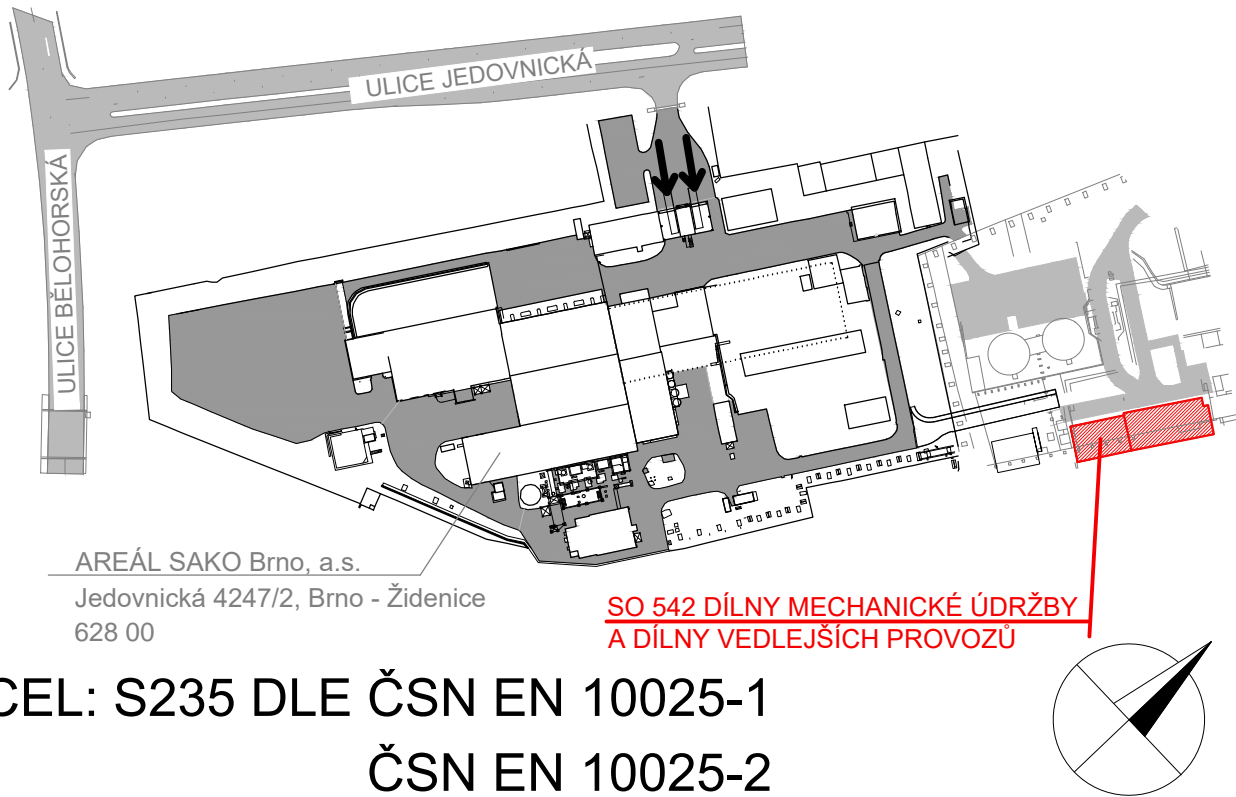 ULICE JEDOVNICKÁ
ULICE BĚLOHORSKÁ
AREÁL SAKO Brno, a.s.
Jedovnická 4247/2, Brno - Židenice
628 00
SO 542 DÍLNY MECHANICKÉ ÚDRŽBY
A DÍLNY VEDLEJŠÍCH PROVOZŮ
CEL: S235 DLE ČSN EN 10025-1
ČSN EN 10025-2